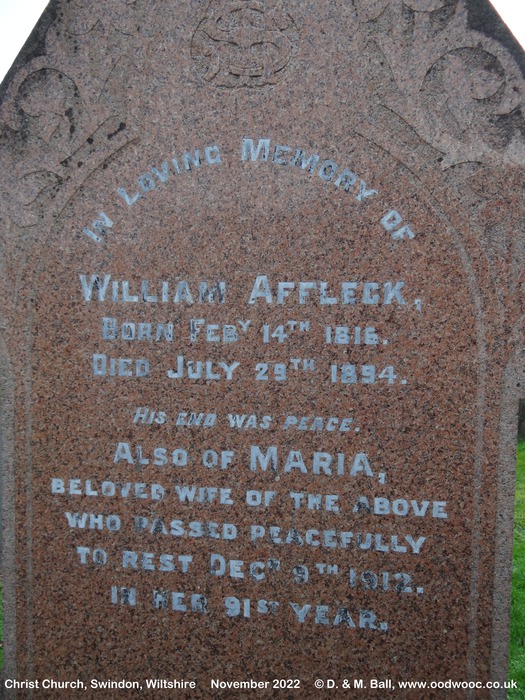 IN LOVING MEMORY OF
WILLIAM AFFLECK,
BORN FEBY 14TH 1816.
DIED JULY 29TH 1894.
HIS END WAS PEACE.
ALSO OF MARIA,
BELOVED WIFE OF THE ABOVE
WHO PASSED PEACEFULLY
TO REST DECR 9TH 1912.
IN HER 91ST YEAR.
Christ Church, Swindon, Wiltshire November 2022 © D. & M. Ball, www.oodwooc.co.uk